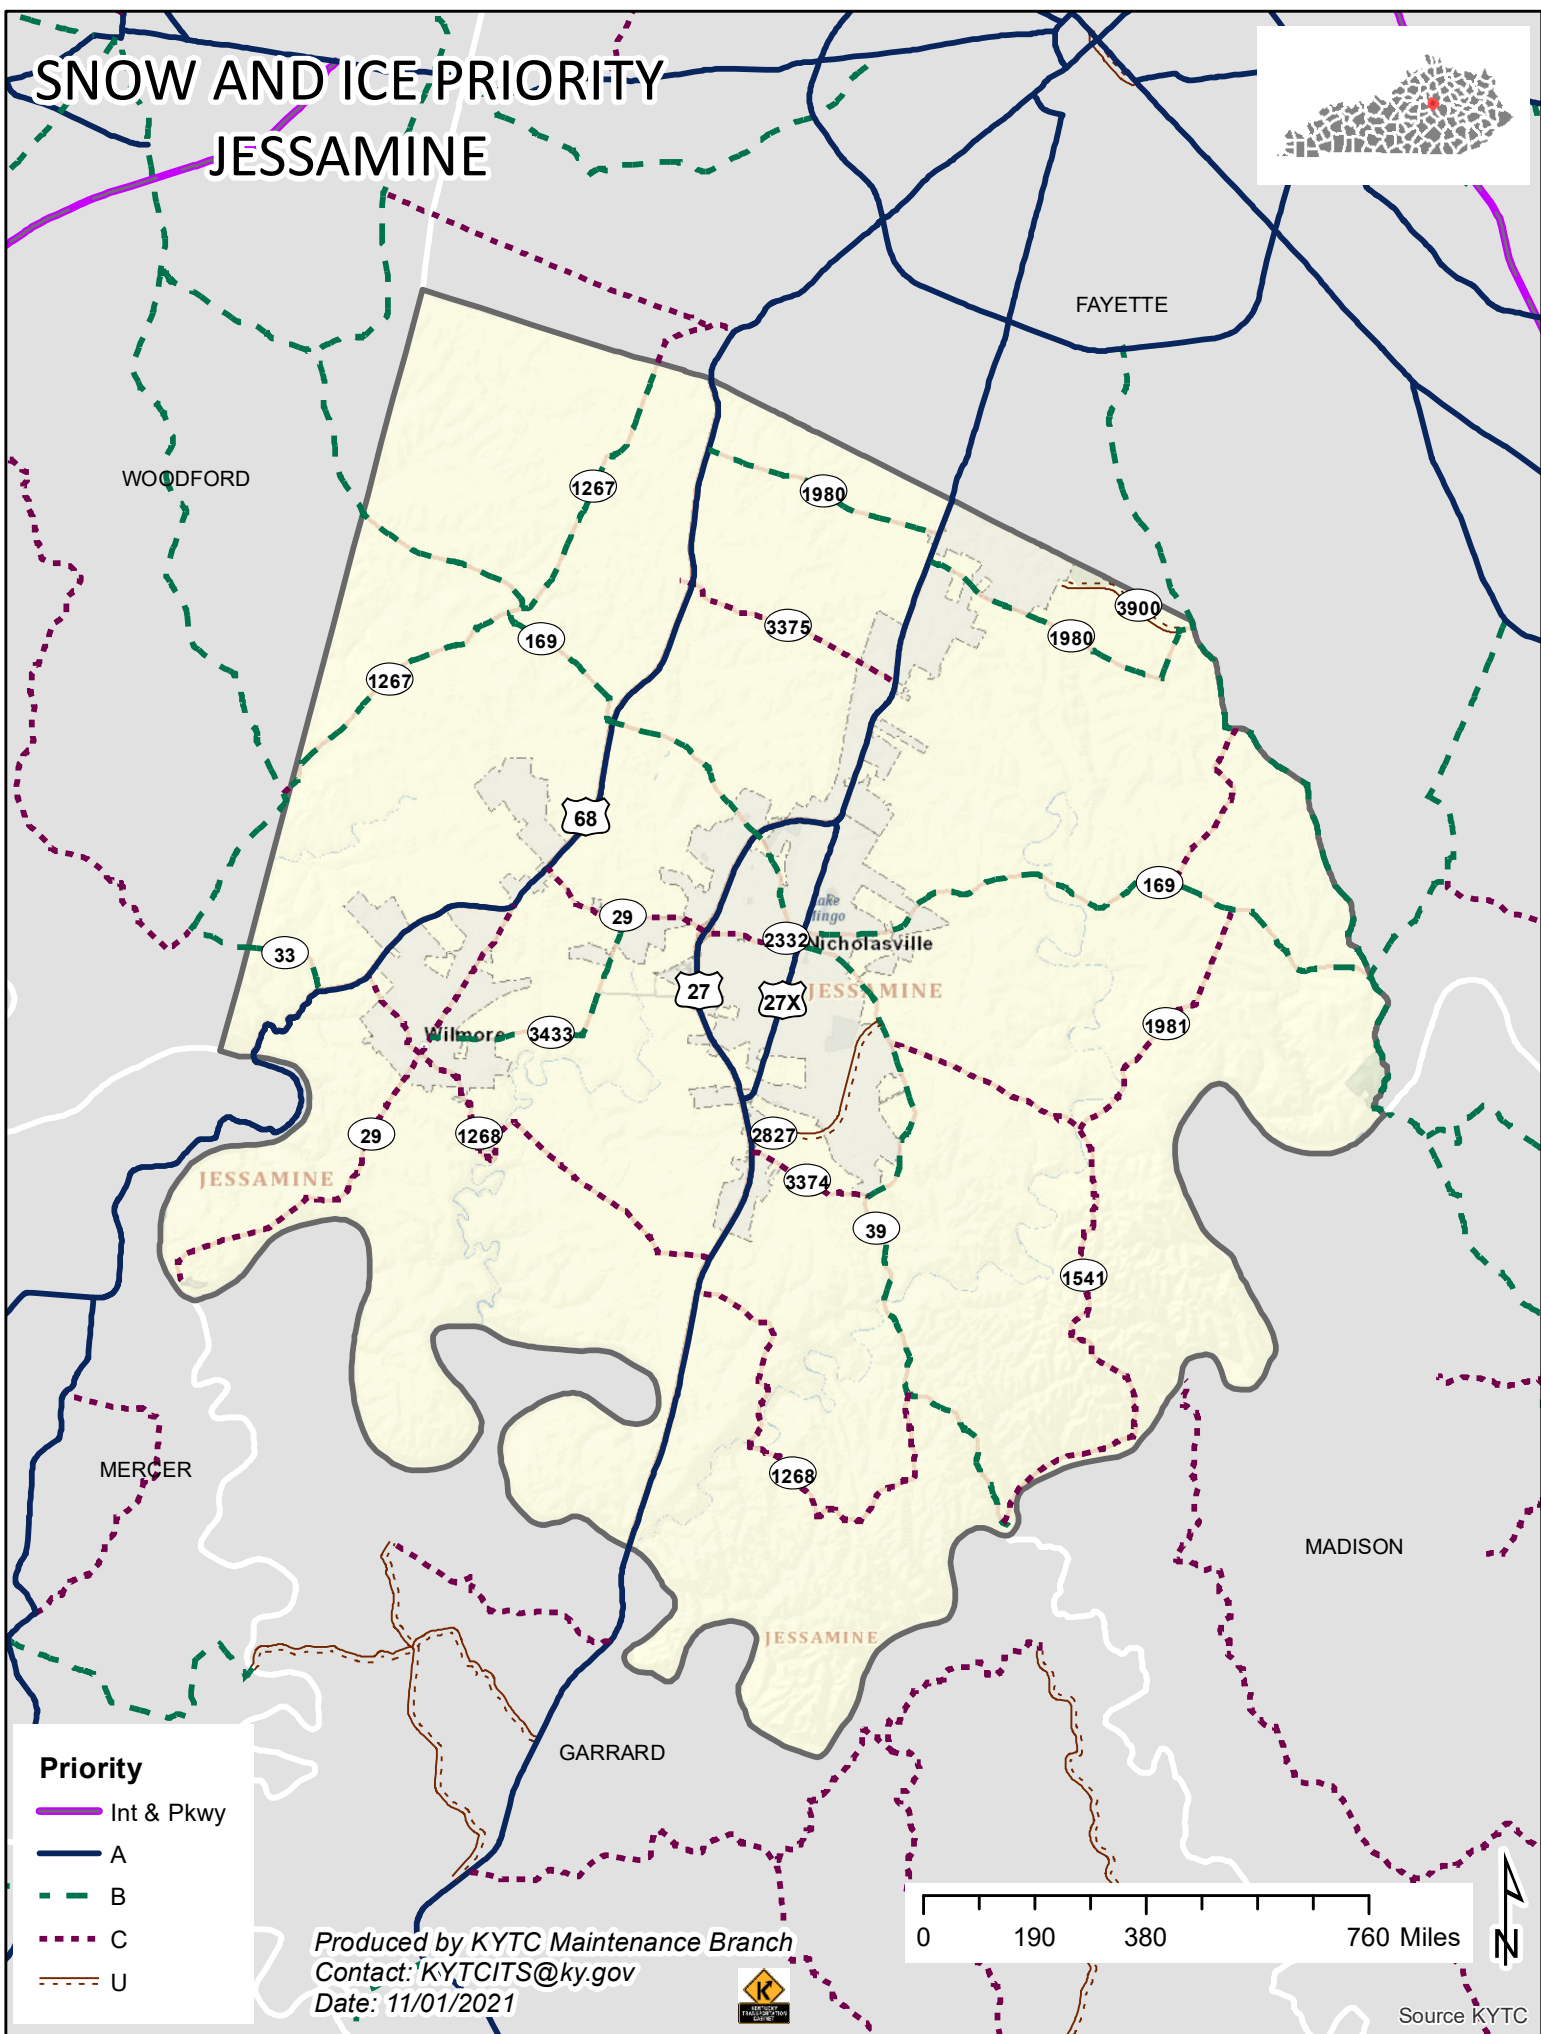 SNOW AND ICE PRIORITY
JESSAMINE
FAYETTE
WOODFORD
1267
1980
3900
3375
1980
169
1267
68
169
29
2332
Nicholasville
33
27
27X
JESSAMINE
1981
Wilmore
3433
29
1268
2827
JESSAMINE
3374
39
1541
MERCER
1268
MADISON
JESSAMINE
GARRARD
Priority
Int & Pkwy
A
B
C
U
0 190 380 760 Miles
N
Produced by KYTC Maintenance Branch
Contact: KYTCITS@ky.gov
Date: 11/01/2021
KENTUCKY
TRANSPORTATION
CABINET
Source KYTC